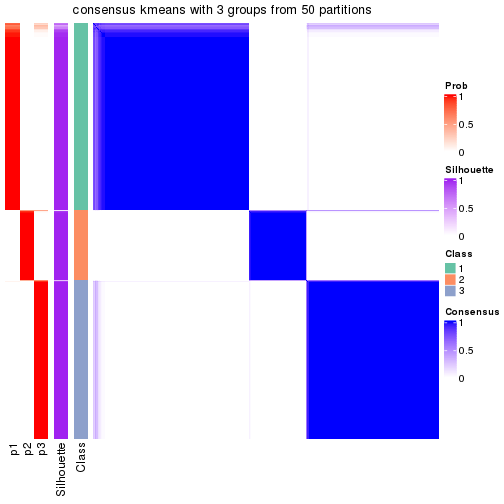 consensus kmeans with 3 groups from 50 partitions
Prob
1
0.5
0
Silhouette
1
0.5
0
Class
1
2
3
Consensus
1
0.5
0
p1
p2
p3
Silhouette
Class